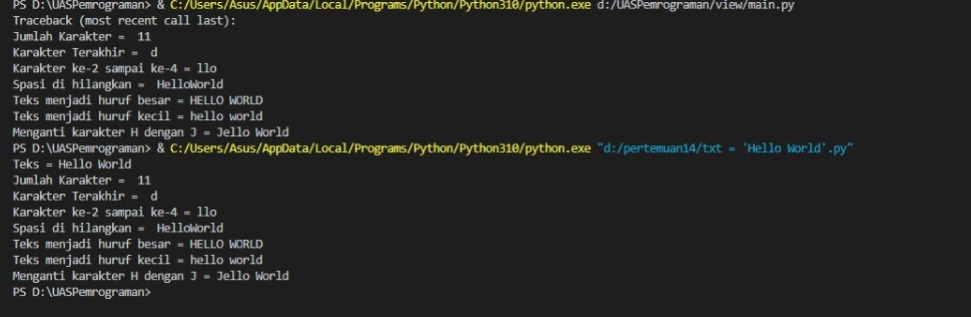 PS D:\UASPemrograman> & C:/Users/Asus/AppData/Local/Programs/Python/Python310/python.exe d:/UASPemrograman/view/main.py
Traceback (most recent call last):
Jumlah Karakter =  11
Karakter Terakhir =  d
Karakter ke-2 sampai ke-4 = llo
Spasi di hilangkan =  HelloWorld
Teks menjadi huruf besar = HELLO WORLD
Teks menjadi huruf kecil = hello world
Menganti karakter H dengan J = Jello World
PS D:\UASPemrograman> & C:/Users/Asus/AppData/Local/Programs/Python/Python310/python.exe "d:/pertemuan14/txt = 'Hello World'.py"
Teks = Hello World
Jumlah Karakter =  11
Karakter Terakhir =  d
Karakter ke-2 sampai ke-4 = llo
Spasi di hilangkan =  HelloWorld
Teks menjadi huruf besar = HELLO WORLD
Teks menjadi huruf kecil = hello world
Menganti karakter H dengan J = Jello World
PS D:\UASPemrograman>